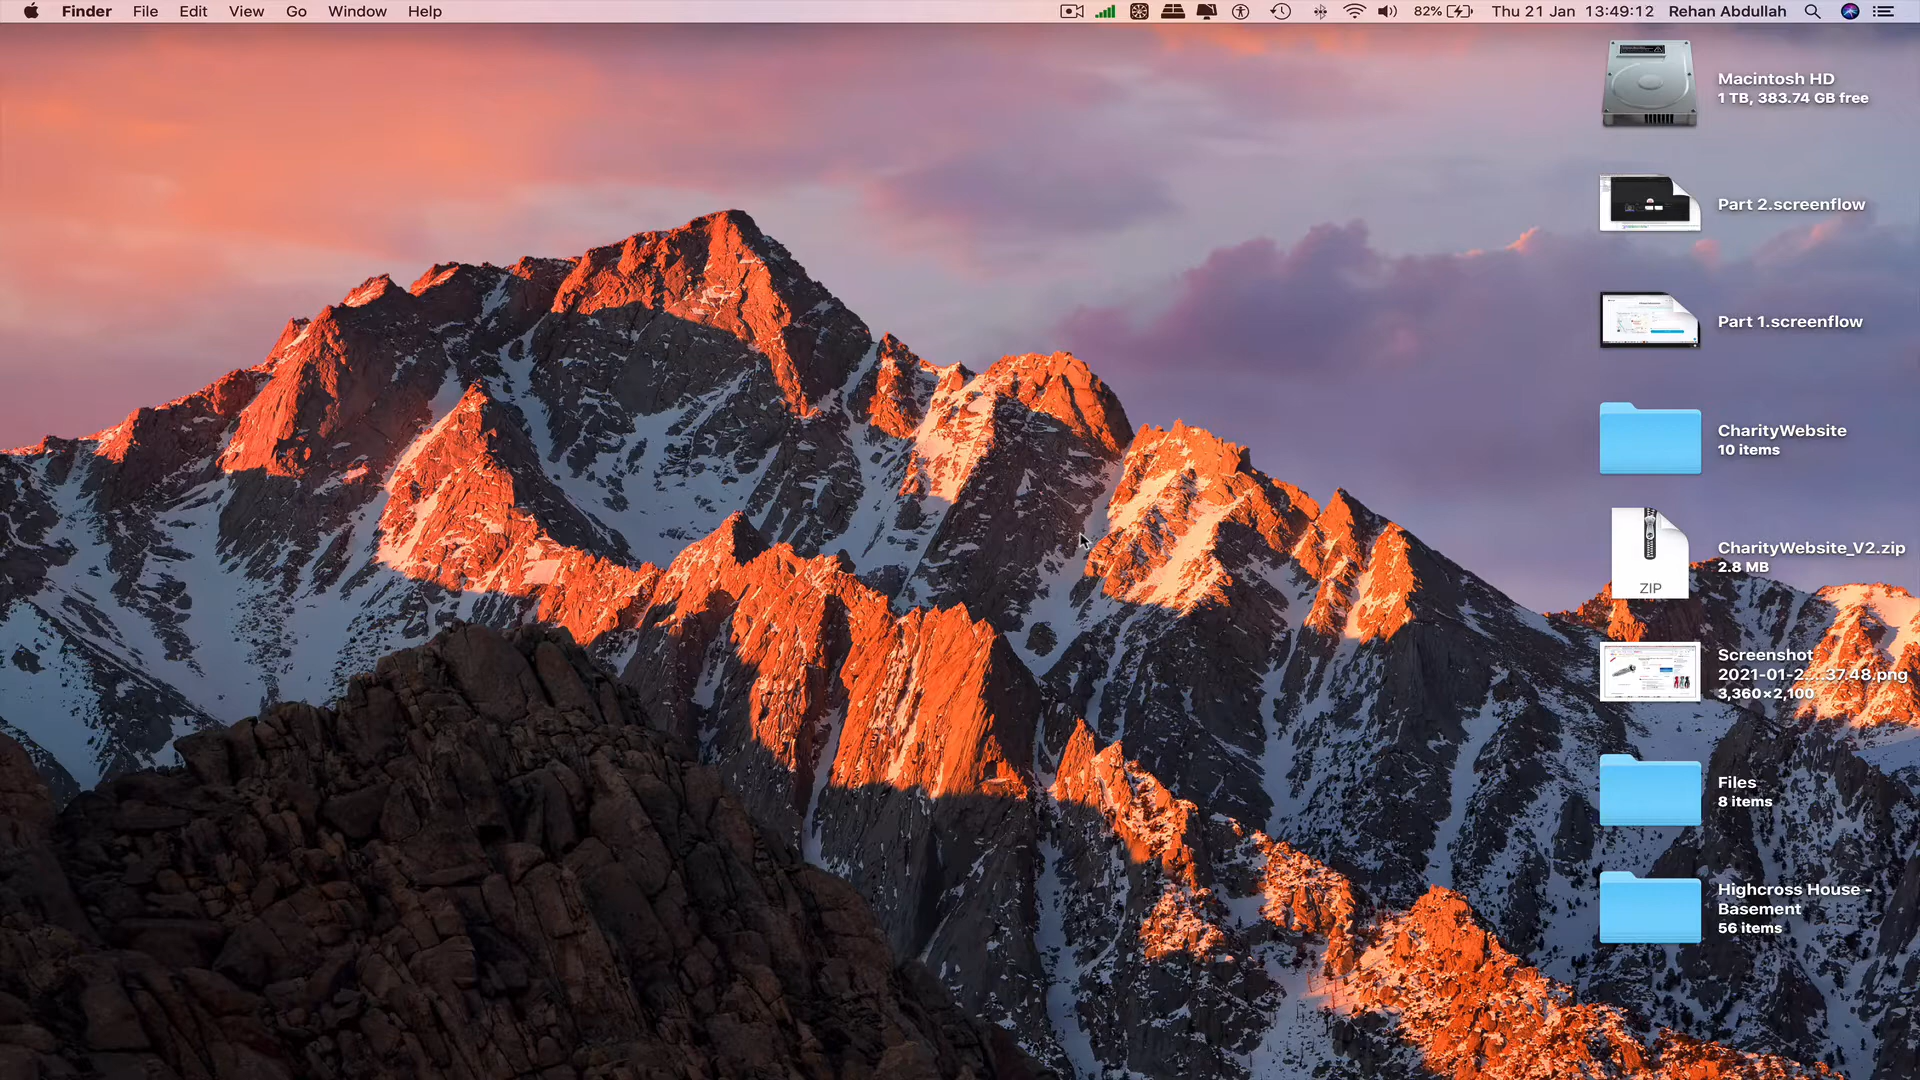 Finder File Edit View Go Window Help 82% Thu 21 Jan 13:49:12 Rehan Abdullah
Macintosh HD
1 TB, 383.74 GB free
Part 2.screenflow
Part 1.screenflow
CharityWebsite
10 items
ZIP
CharityWebsite_V2.zip
2.8 MB
Screenshot
2021-01-2....37.48.png
3,360×2,100
Files
8 items
Highcross House -
Basement
56 items